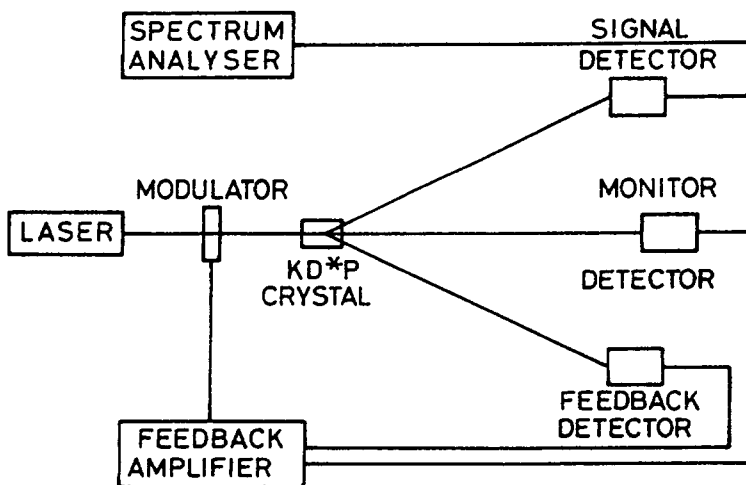 SPECTRUM
ANALYSER
SIGNAL
DETECTOR
MODULATOR
MONITOR
LASER
KD*P
CRYSTAL
DETECTOR
FEEDBACK
DETECTOR
FEEDBACK
AMPLIFIER